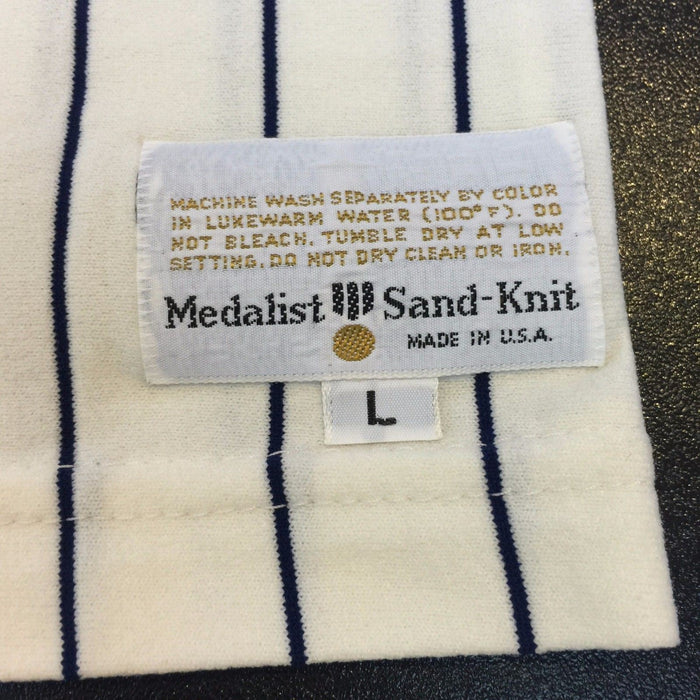 MACHINE WASH SEPARATELY BY COLOR
IN LUKEWARM WATER (100° F). DO
NOT BLEACH. TUMBLE DRY AT LOW
SETTING. DO NOT DRY CLEAN OR IRON.
Medalist Sand-Knit
MADE IN U.S.A.
L